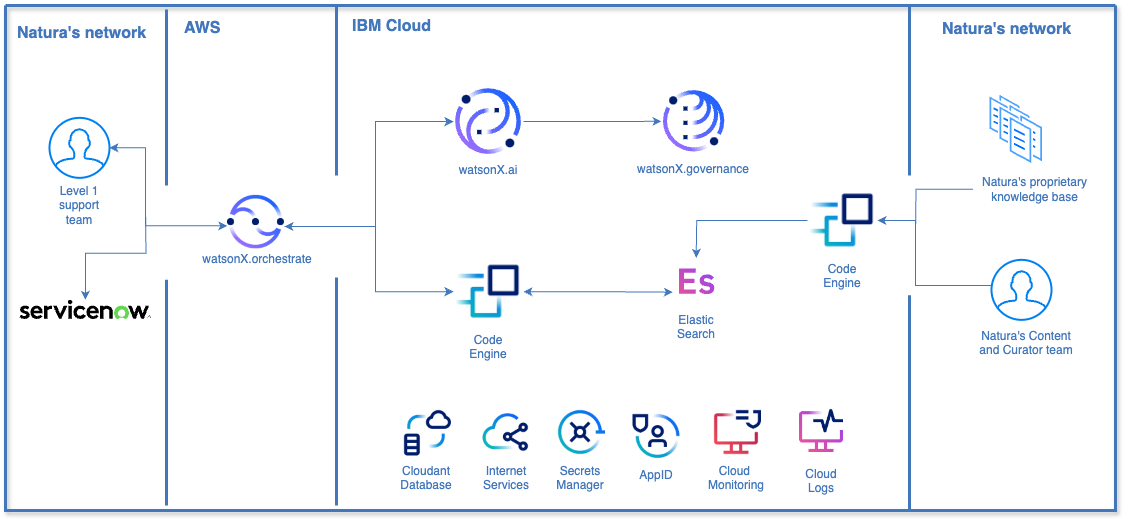 Natura's network
AWS
IBM Cloud
Natura's network
watsonX.ai
watsonX.governance
Level 1
support
team
Natura's proprietary
knowledge base
watsonX.orchestrate
Code
Engine
Es
servicenow
Elastic
Search
Code
Engine
Natura's Content
and Curator team
Cloudant
Database
Internet
Services
Secrets
Manager
AppID
Cloud
Monitoring
Cloud
Logs